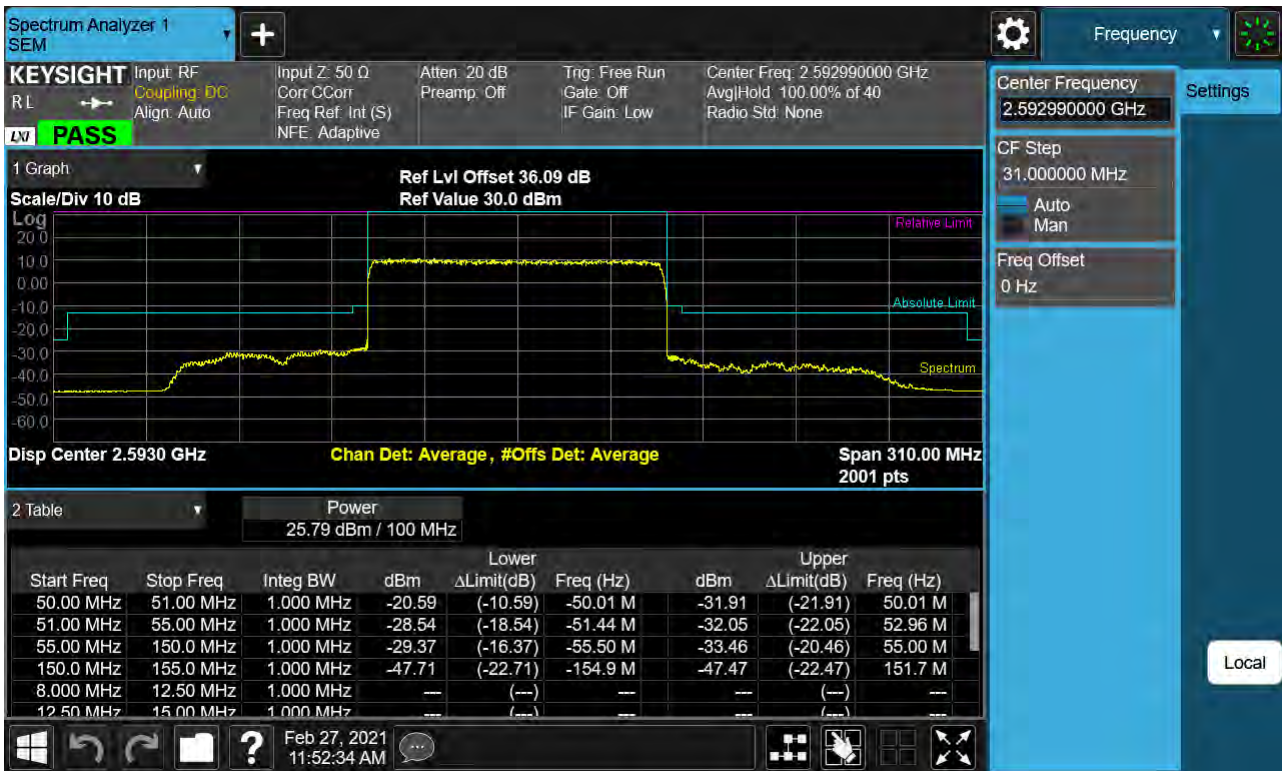 Spectrum Analyzer 1
SEM
Frequency
KEYSIGHT
R L
LXI
PASS
Input: RF
Coupling: DC
Align: Auto
Input Z: 50 Ω
Corr CCorr
Freq Ref: Int (S)
NFE: Adaptive
Atten: 20 dB
Preamp: Off
Trig: Free Run
Gate: Off
IF Gain: Low
Center Freq: 2.592990000 GHz
Avg|Hold: 100.00% of 40
Radio Std: None
Center Frequency
2.592990000 GHz
Settings
CF Step
31.000000 MHz
Auto
Man
Freq Offset
0 Hz
Local
1 Graph
Scale/Div 10 dB
Ref Lvl Offset 36.09 dB
Ref Value 30.0 dBm
Log
20.0
10.0
0.00
-10.0
-20.0
-30.0
-40.0
-50.0
-60.0
Relative Limit
Absolute Limit
Spectrum
Disp Center 2.5930 GHz
Chan Det: Average, #Offs Det: Average
Span 310.00 MHz
2001 pts
2 Table
Power
25.79 dBm / 100 MHz
Lower Upper
Start Freq Stop Freq Integ BW dBm ΔLimit(dB) Freq (Hz) dBm ΔLimit(dB) Freq (Hz)
50.00 MHz 51.00 MHz 1.000 MHz -20.59 (-10.59) -50.01 M -31.91 (-21.91) 50.01 M
51.00 MHz 55.00 MHz 1.000 MHz -28.54 (-18.54) -51.44 M -32.05 (-22.05) 52.96 M
55.00 MHz 150.0 MHz 1.000 MHz -29.37 (-16.37) -55.50 M -33.46 (-20.46) 55.00 M
150.0 MHz 155.0 MHz 1.000 MHz -47.71 (-22.71) -154.9 M -47.47 (-22.47) 151.7 M
8.000 MHz 12.50 MHz 1.000 MHz --- (---) --- --- (---) ---
12.50 MHz 15.00 MHz 1.000 MHz --- (---) --- --- (---) ---
?
Feb 27, 2021
11:52:34 AM